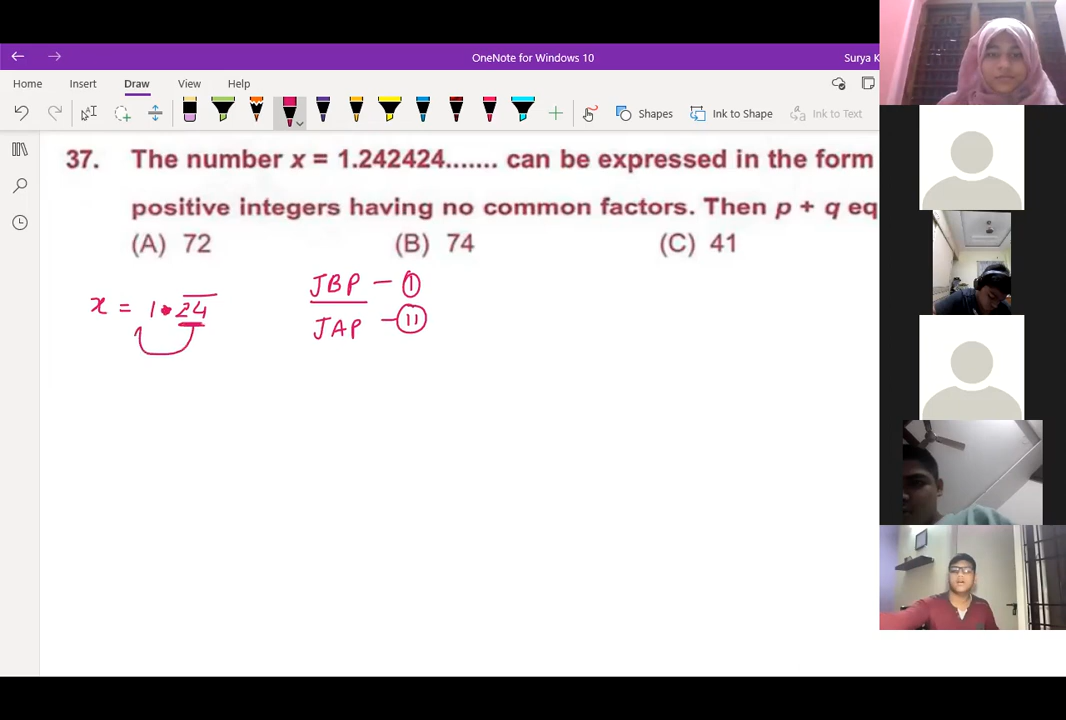 OneNote for Windows 10
Surya K
Home Insert Draw View Help
Shapes Ink to Shape Ink to Text
37. The number x = 1.242424....... can be expressed in the form
positive integers having no common factors. Then p + q eq
(A) 72 (B) 74 (C) 41
JBP – ①
x = 1.2̅4̅
JAP – ⑪